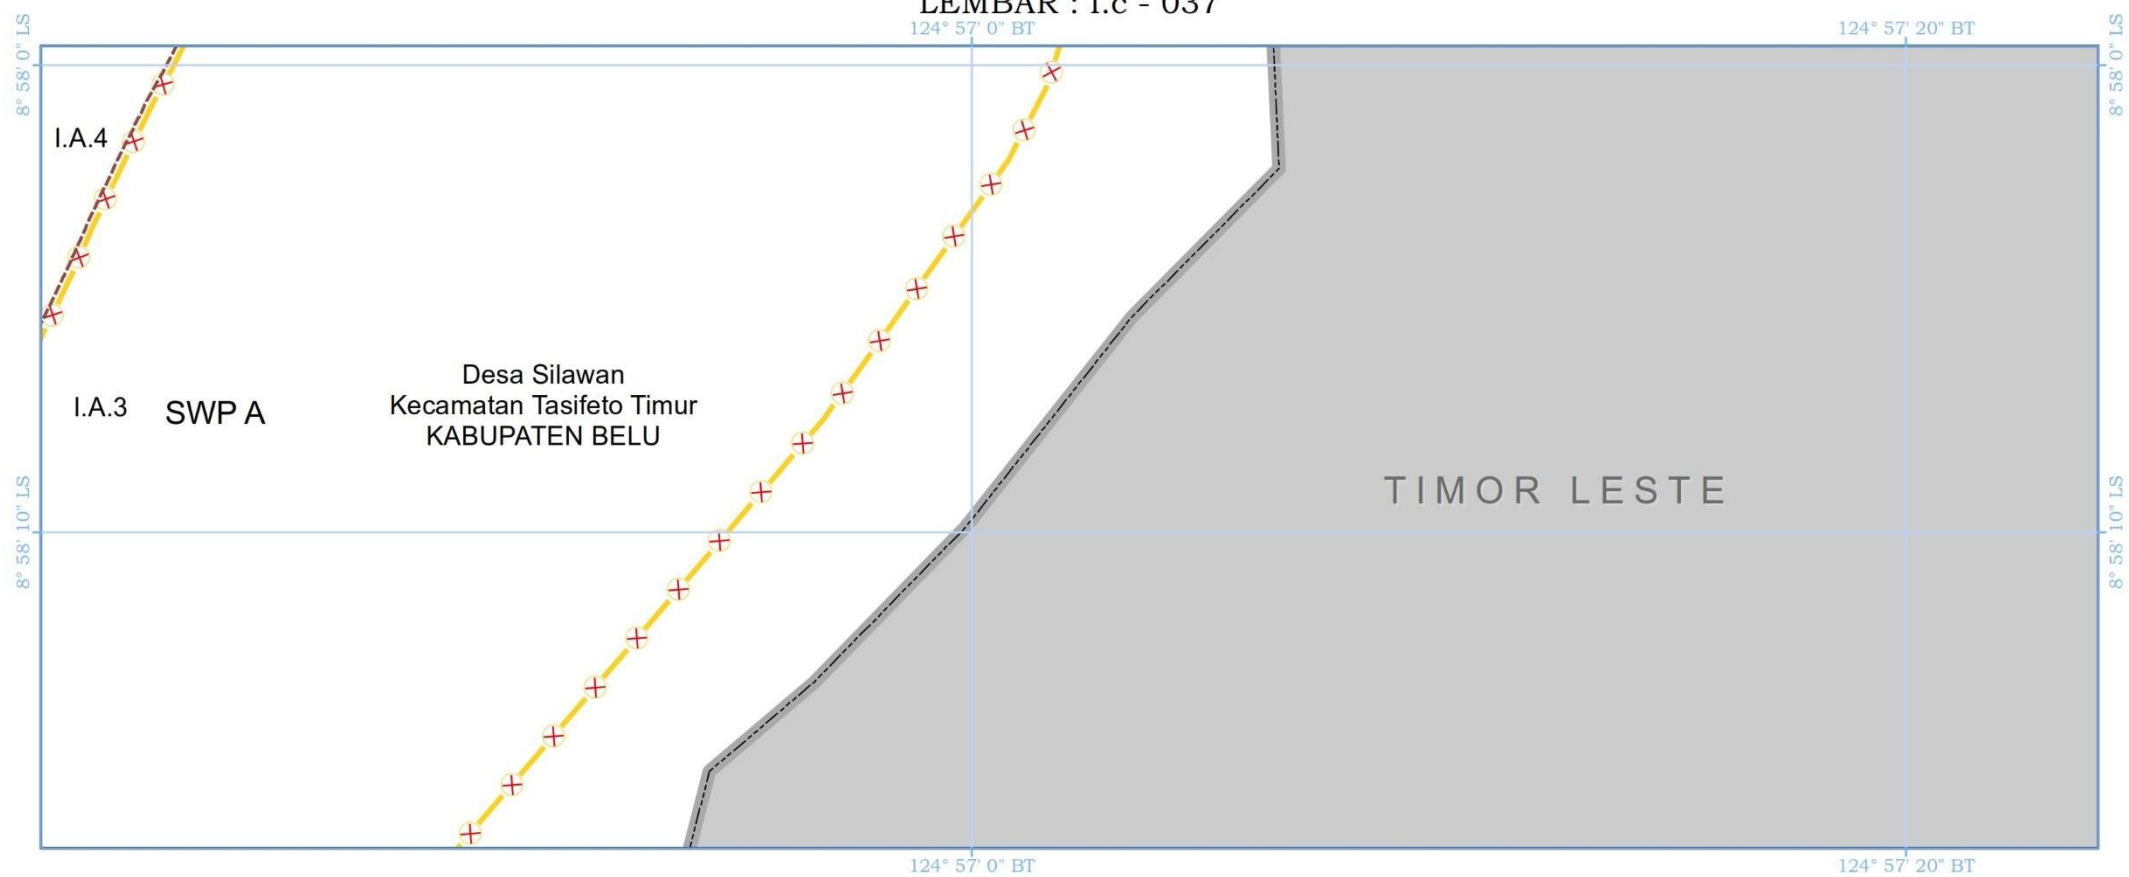 LEMBAR : I.c - 037
124° 57' 0" BT
124° 57' 20" BT
8° 58' 0" LS
8° 58' 0" LS
I.A.4
Desa Silawan
Kecamatan Tasifeto Timur
KABUPATEN BELU
I.A.3
SWP A
TIMOR LESTE
8° 58' 10" LS
8° 58' 10" LS
124° 57' 0" BT
124° 57' 20" BT